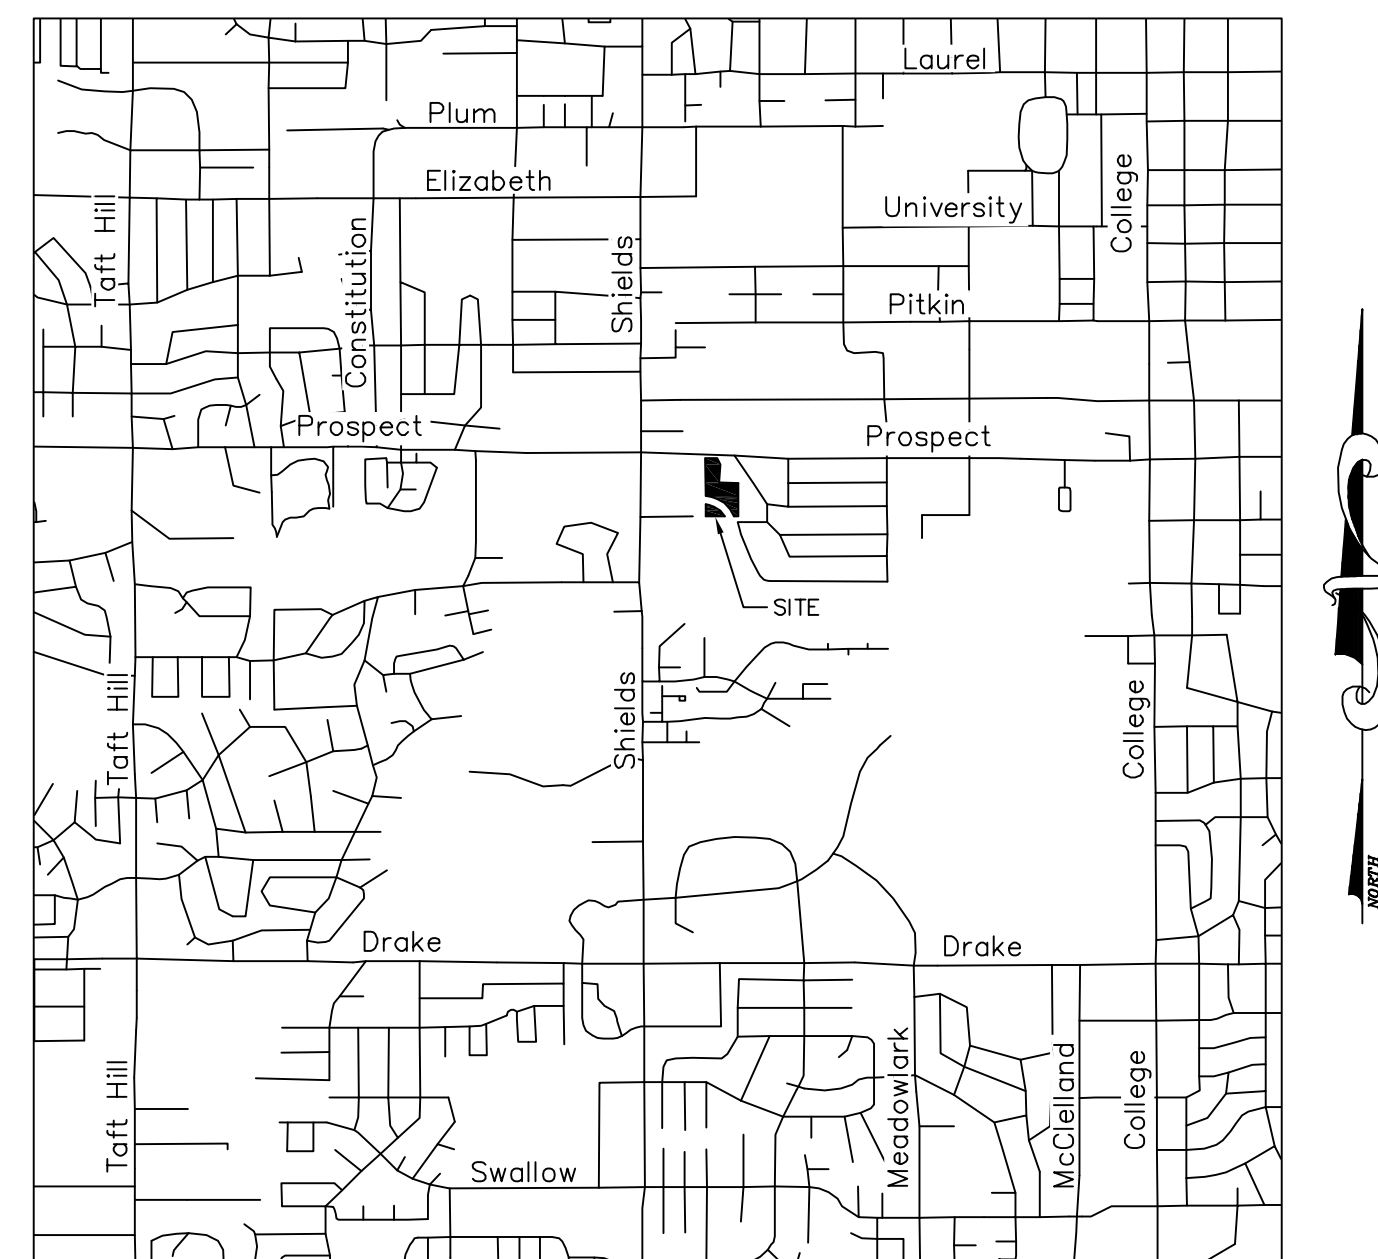 Laurel
Plum
Elizabeth
University
College
Taft Hill
Constitution
Shields
Pitkin
Prospect
Prospect
SITE
Taft Hill
Shields
College
NORTH
Drake
Drake
Meadowlark
McClelland
College
Taft Hill
Swallow